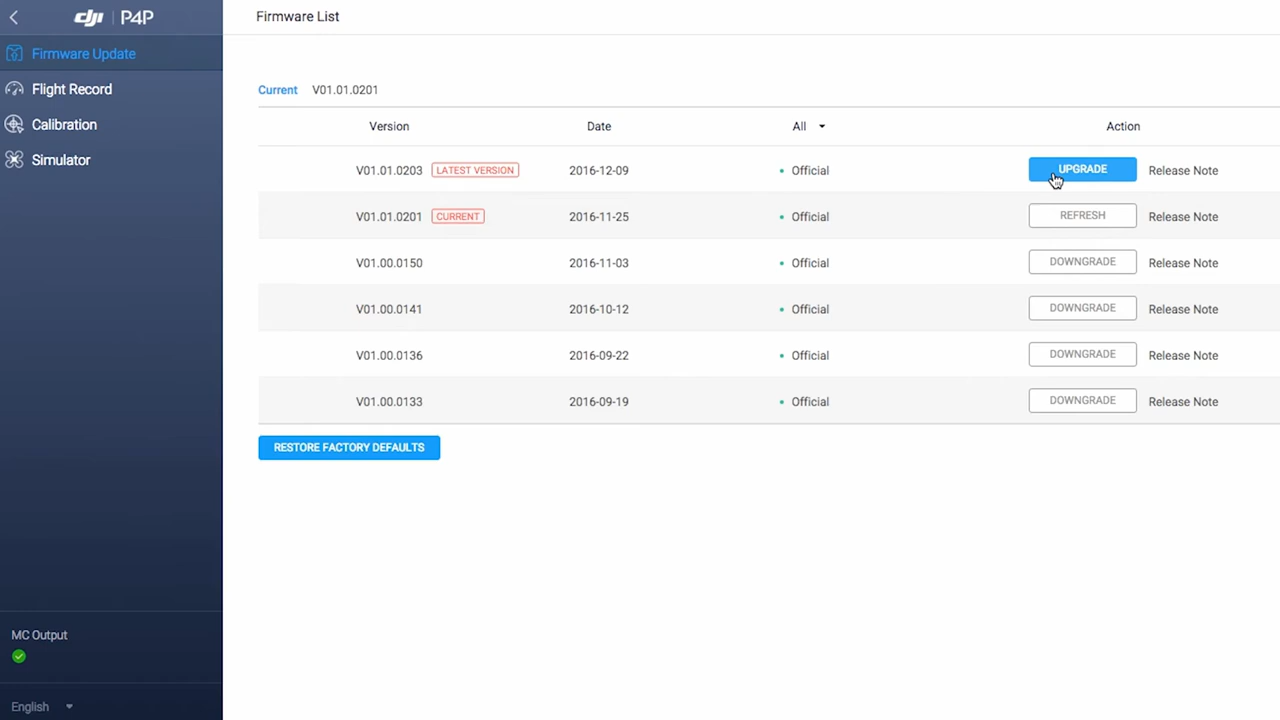 dji P4P
Firmware Update
Flight Record
Calibration
Simulator
MC Output
English
Firmware List
Current V01.01.0201
Version Date All Action
V01.01.0203 LATEST VERSION 2016-12-09 Official UPGRADE Release Note
V01.01.0201 CURRENT 2016-11-25 Official REFRESH Release Note
V01.00.0150 2016-11-03 Official DOWNGRADE Release Note
V01.00.0141 2016-10-12 Official DOWNGRADE Release Note
V01.00.0136 2016-09-22 Official DOWNGRADE Release Note
V01.00.0133 2016-09-19 Official DOWNGRADE Release Note
RESTORE FACTORY DEFAULTS